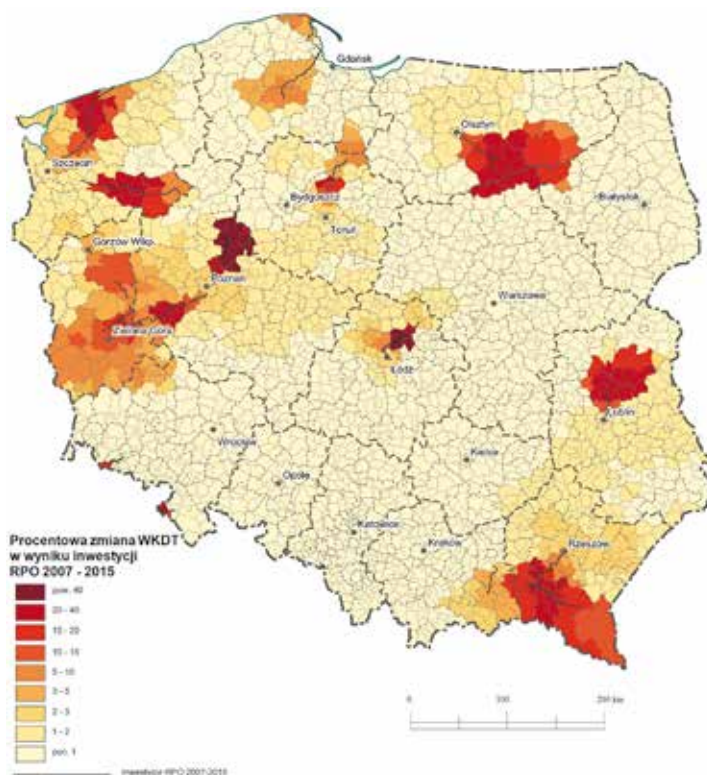 Gdańsk
Olsztyn
Szczecin
Bydgoszcz
Białystok
Toruń
Gorzów Wlkp.
Poznań
Warszawa
Zielona Góra
Łódź
Lublin
Wrocław
Kielce
Opole
Katowice
Kraków
Rzeszów
Procentowa zmiana WKDT
w wyniku inwestycji
RPO 2007 - 2015
pow. 40
20 - 40
15 - 20
10 - 15
5 - 10
3 - 5
2 - 3
1 - 2
pon. 1
inwestycje RPO 2007-2015
0 100 200 km